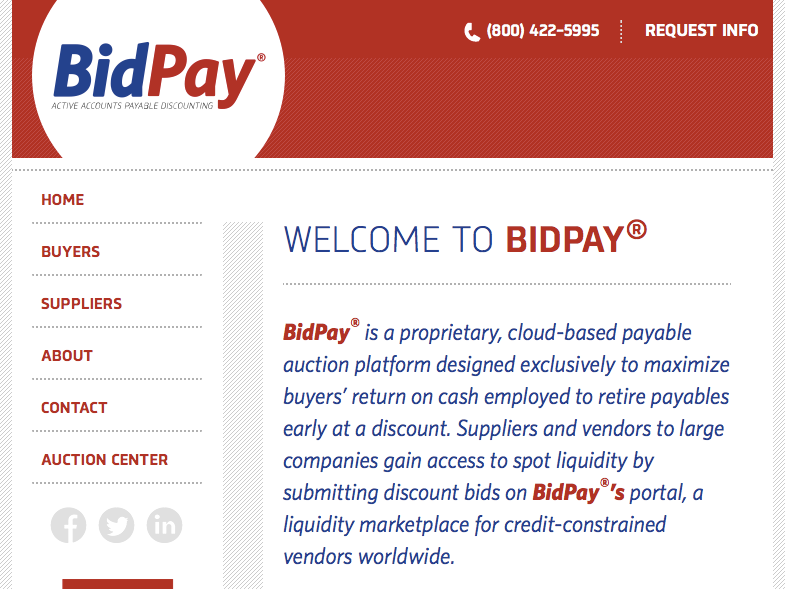 BidPay®
ACTIVE ACCOUNTS PAYABLE DISCOUNTING
(800) 422-5995
REQUEST INFO
HOME
BUYERS
SUPPLIERS
ABOUT
CONTACT
AUCTION CENTER
WELCOME TO BIDPAY®
BidPay® is a proprietary, cloud-based payable
auction platform designed exclusively to maximize
buyers’ return on cash employed to retire payables
early at a discount. Suppliers and vendors to large
companies gain access to spot liquidity by
submitting discount bids on BidPay®’s portal, a
liquidity marketplace for credit-constrained
vendors worldwide.